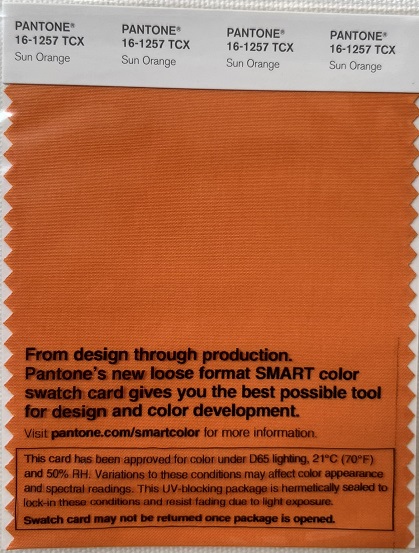 PANTONE® PANTONE® PANTONE® PANTONE®
16-1257 TCX 16-1257 TCX 16-1257 TCX 16-1257 TCX
Sun Orange Sun Orange Sun Orange Sun Orange
From design through production.
Pantone's new loose format SMART color
swatch card gives you the best possible tool
for design and color development.
Visit pantone.com/smartcolor for more information.
This card has been approved for color under D65 lighting, 21°C (70°F)
and 50% RH. Variations to these conditions may affect color appearance
and spectral readings. This UV-blocking package is hermetically sealed to
lock-in these conditions and resist fading due to light exposure.
Swatch card may not be returned once package is opened.